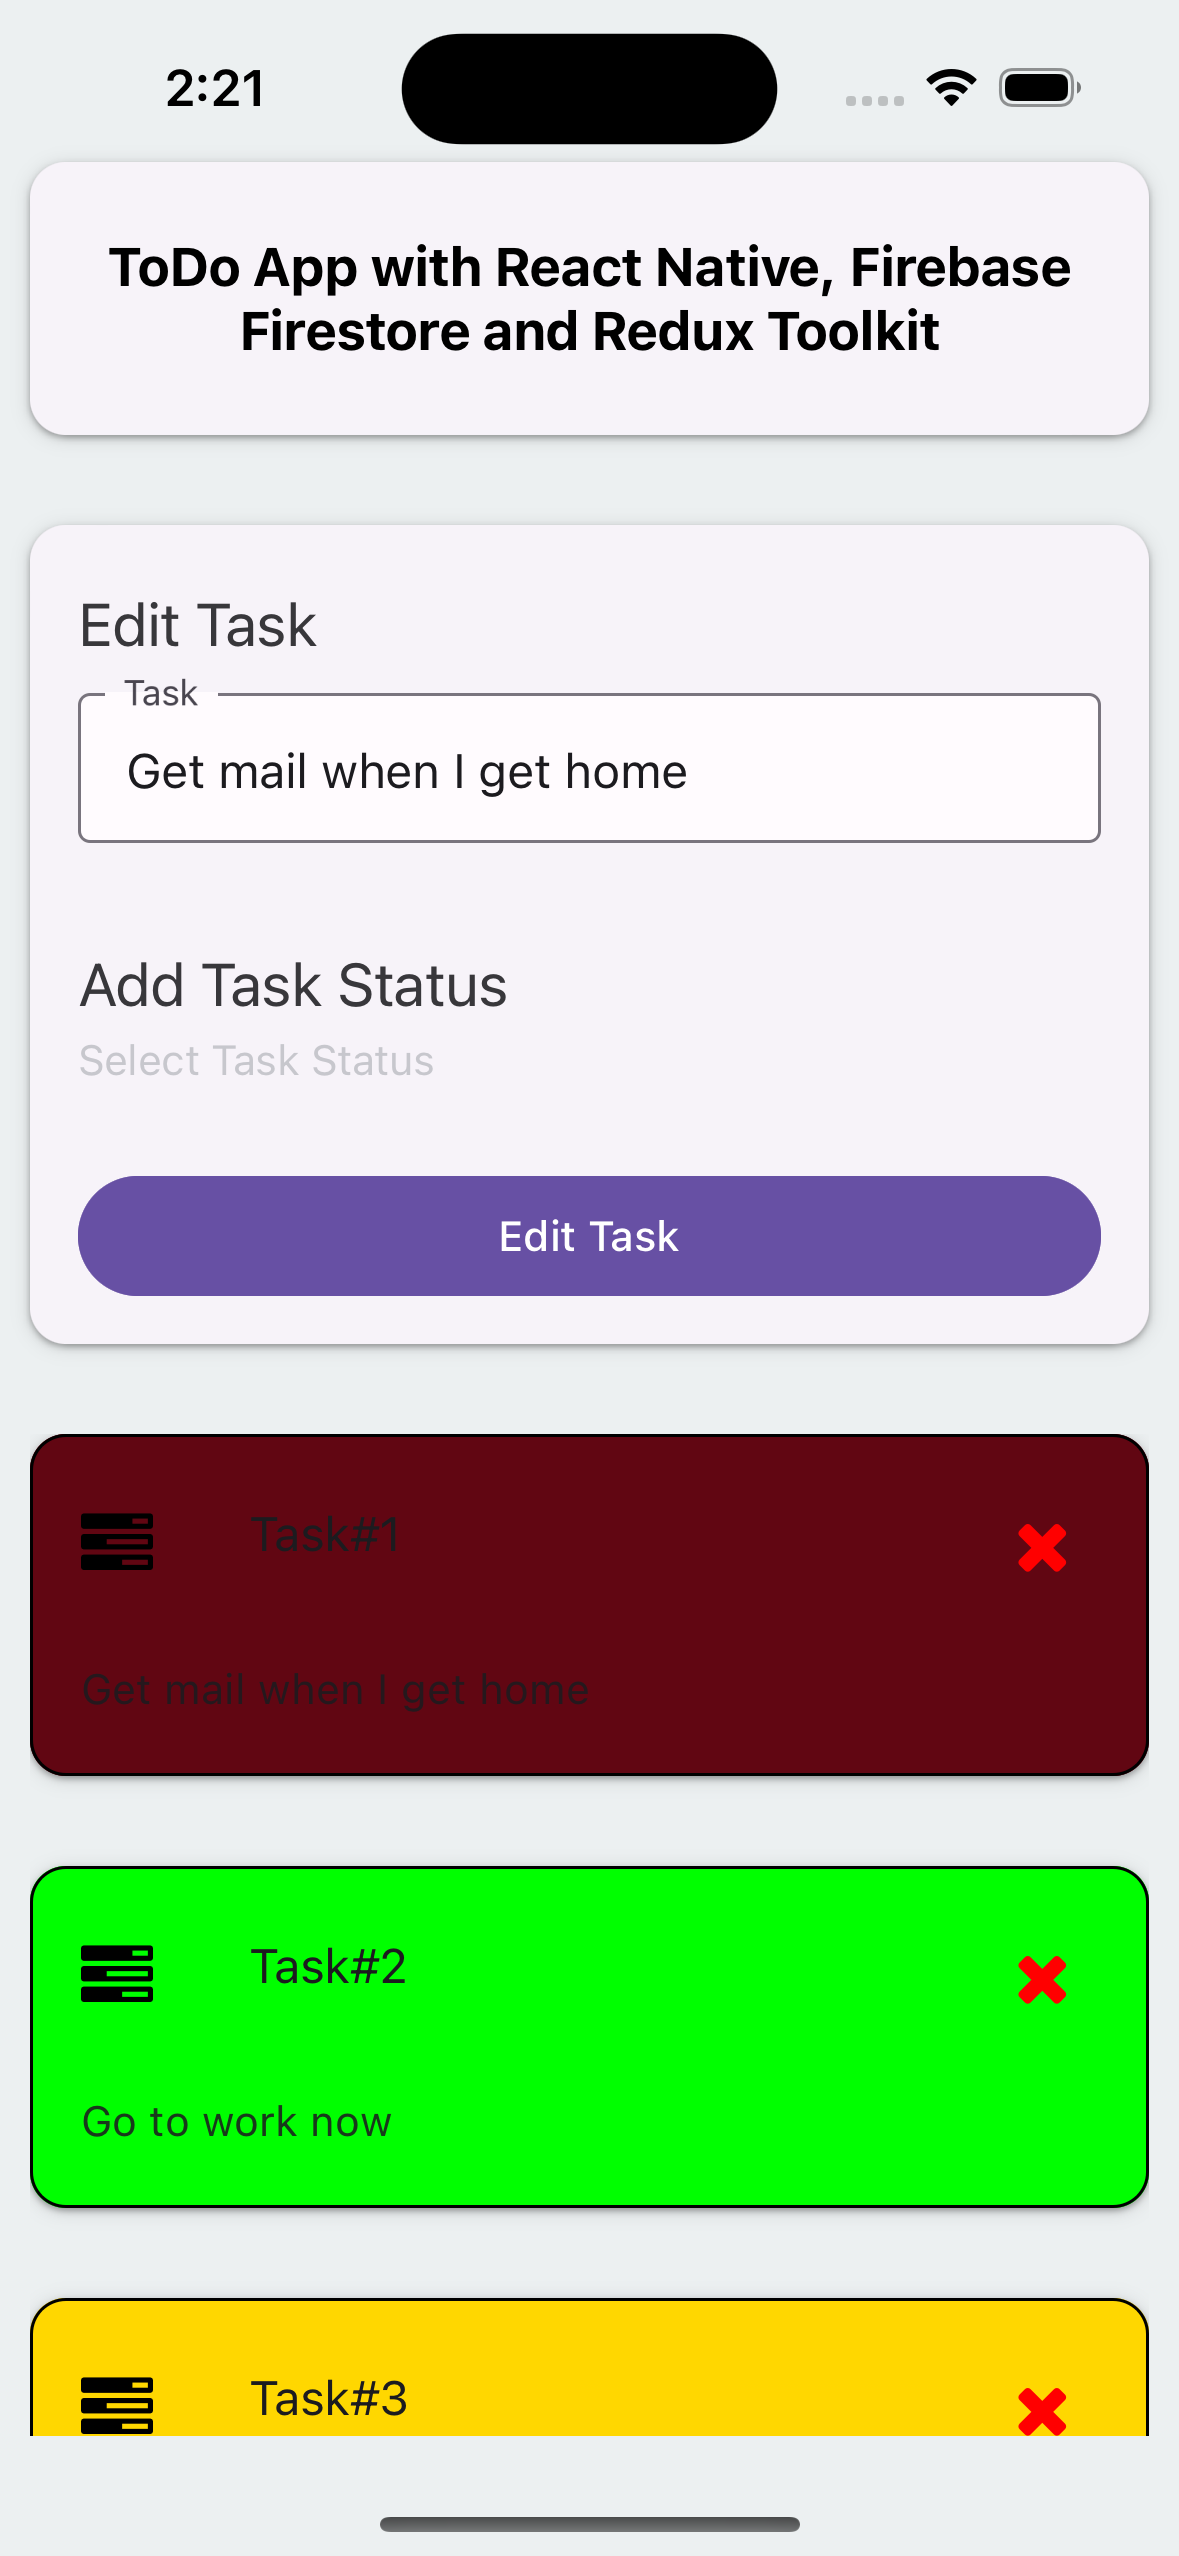 2:21
ToDo App with React Native, Firebase
Firestore and Redux Toolkit
Edit Task
Task
Get mail when I get home
Add Task Status
Select Task Status
Edit Task
Task#1
Get mail when I get home
Task#2
Go to work now
Task#3